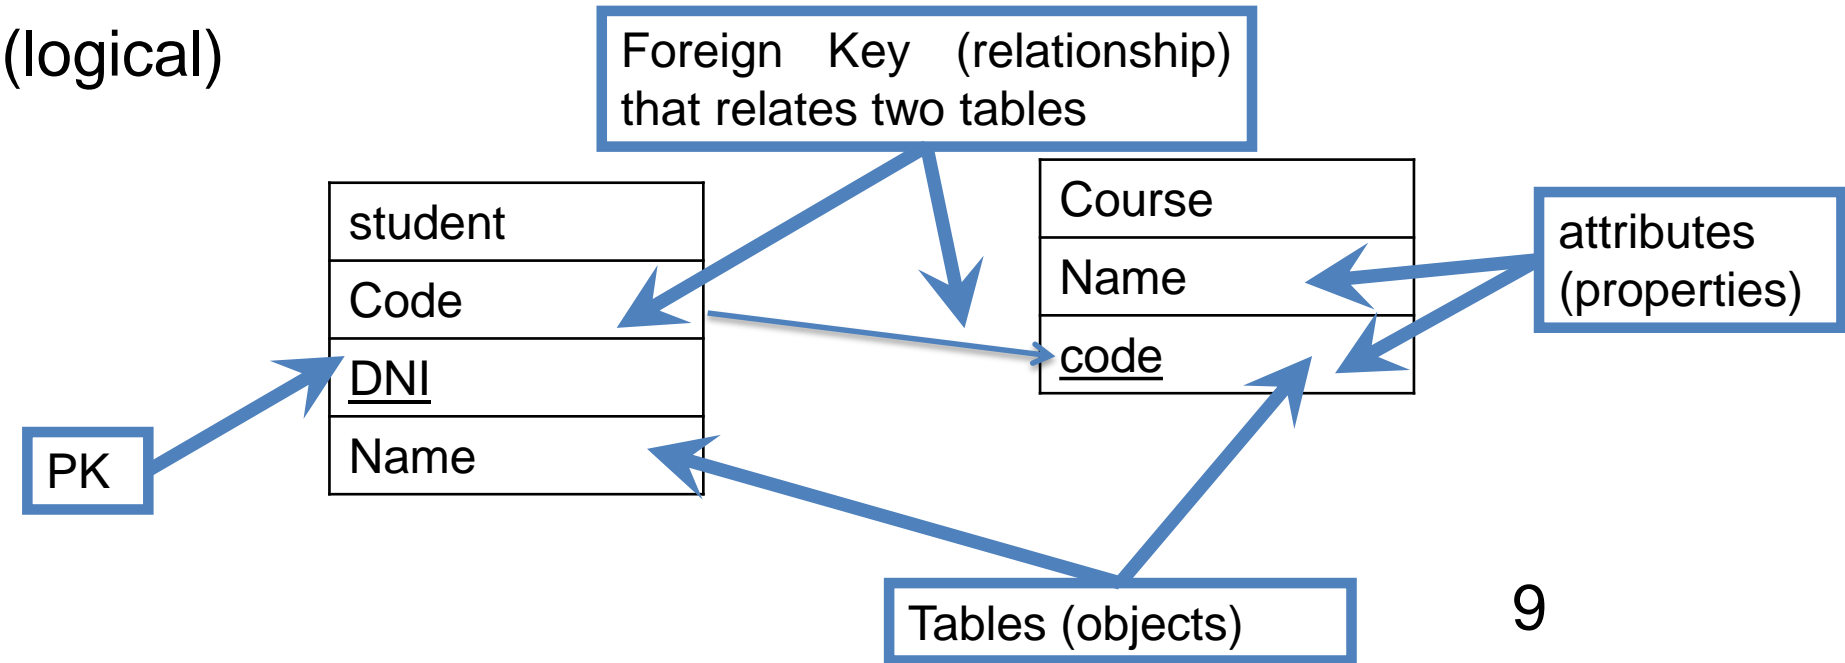 (logical)
Foreign Key (relationship)
that relates two tables
student
Code
DNI
Name
Course
Name
code
attributes
(properties)
PK
Tables (objects)
9